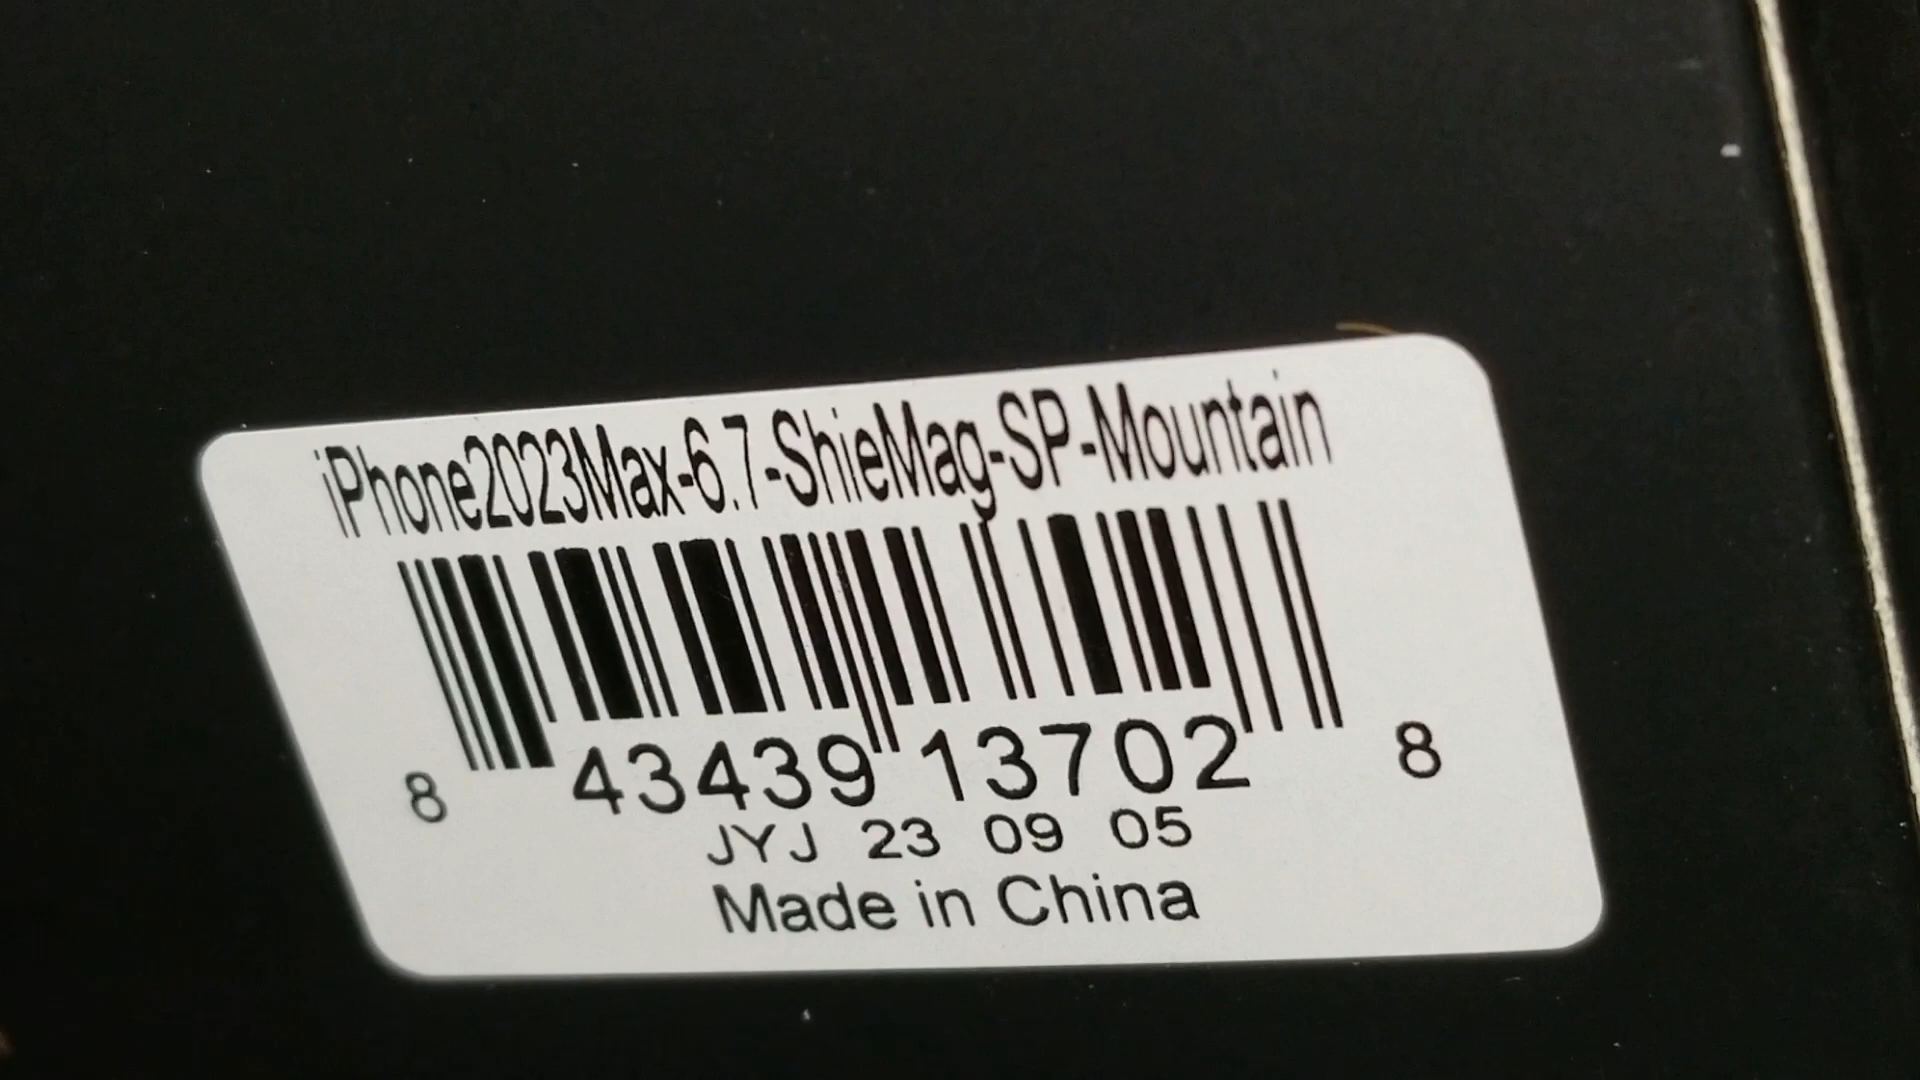 iPhone2023Max-6.7-ShieMag-SP-Mountain
8 43439 13702 8
JYJ 23 09 05
Made in China